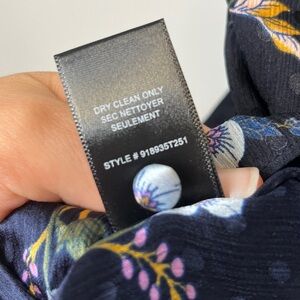 DRY CLEAN ONLY
SEC NETTOYER
SEULEMENT
STYLE # 918935T251